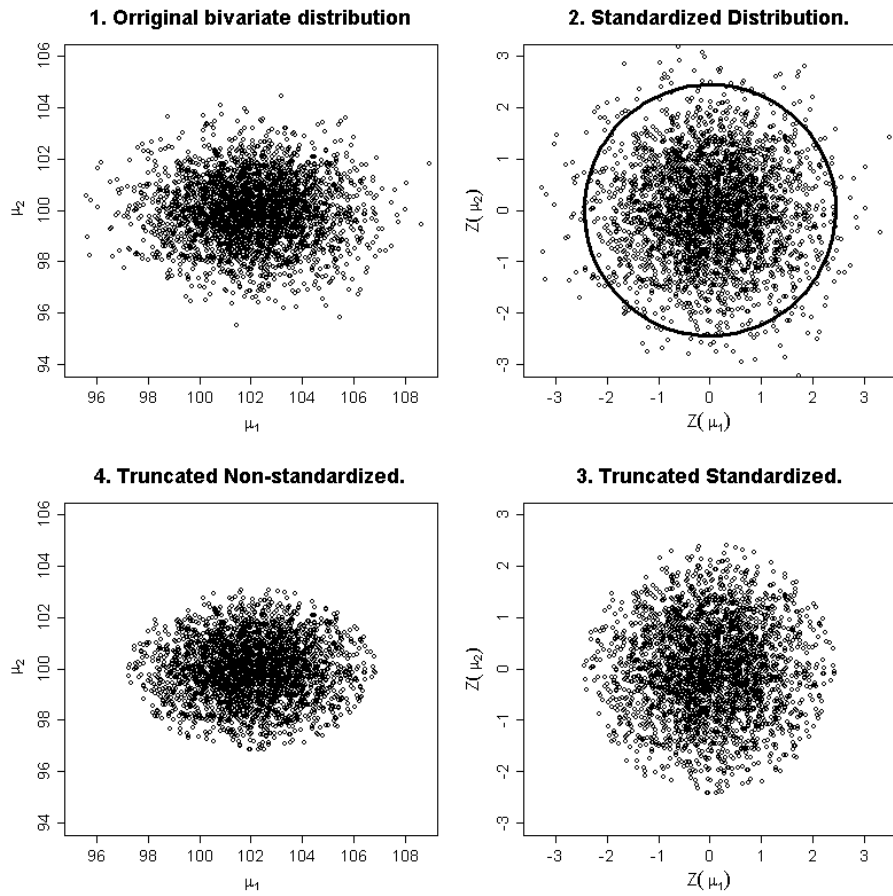 1. Orriginal bivariate distribution
106
104
102
100
98
96
94
μ2
96 98 100 102 104 106 108
μ1
2. Standardized Distribution.
3
2
1
0
-1
-2
-3
Z( μ2)
-3 -2 -1 0 1 2 3
Z( μ1)
4. Truncated Non-standardized.
106
104
102
100
98
96
94
μ2
96 98 100 102 104 106 108
μ1
3. Truncated Standardized.
3
2
1
0
-1
-2
-3
Z( μ2)
-3 -2 -1 0 1 2 3
Z( μ1)